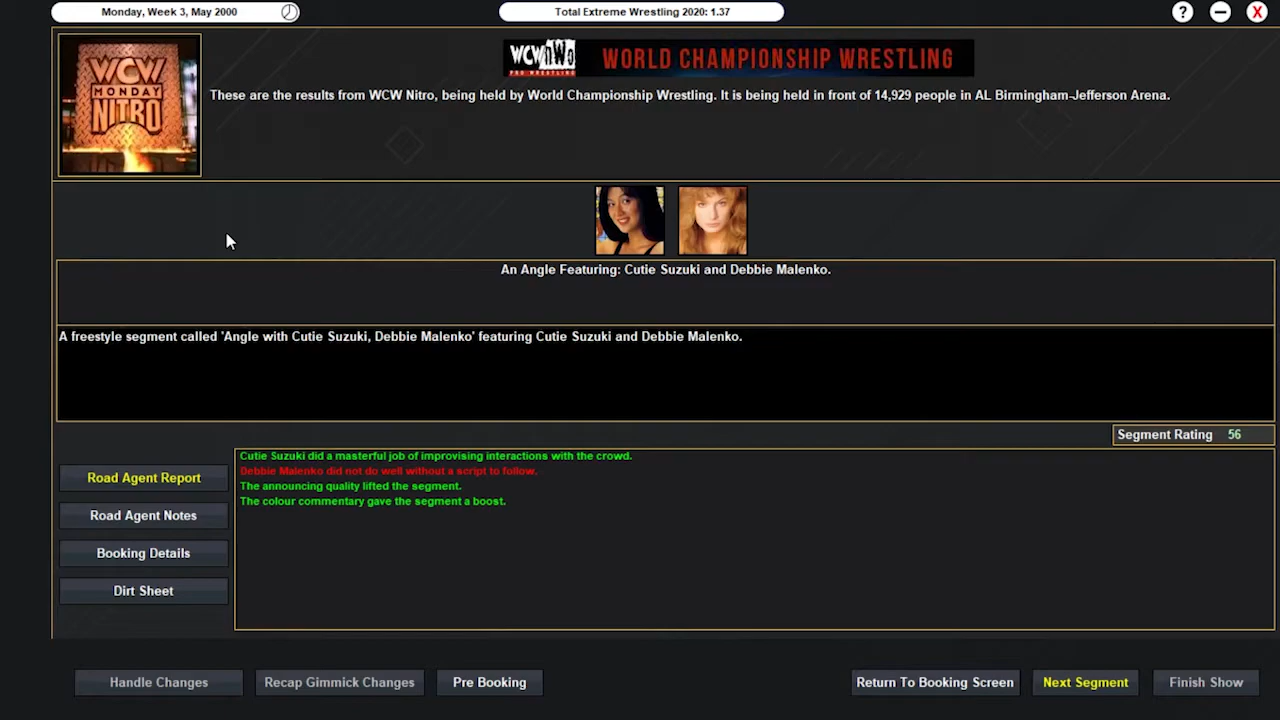 Monday, Week 3, May 2000
Total Extreme Wrestling 2020: 1.37
?
X
WCW
MONDAY
NITRO
WCW nWo
PRO WRESTLING
WORLD CHAMPIONSHIP WRESTLING
These are the results from WCW Nitro, being held by World Championship Wrestling. It is being held in front of 14,929 people in AL Birmingham-Jefferson Arena.
An Angle Featuring: Cutie Suzuki and Debbie Malenko.
A freestyle segment called 'Angle with Cutie Suzuki, Debbie Malenko' featuring Cutie Suzuki and Debbie Malenko.
Segment Rating 56
Cutie Suzuki did a masterful job of improvising interactions with the crowd.
Debbie Malenko did not do well without a script to follow.
The announcing quality lifted the segment.
The colour commentary gave the segment a boost.
Road Agent Report
Road Agent Notes
Booking Details
Dirt Sheet
Handle Changes
Recap Gimmick Changes
Pre Booking
Return To Booking Screen
Next Segment
Finish Show